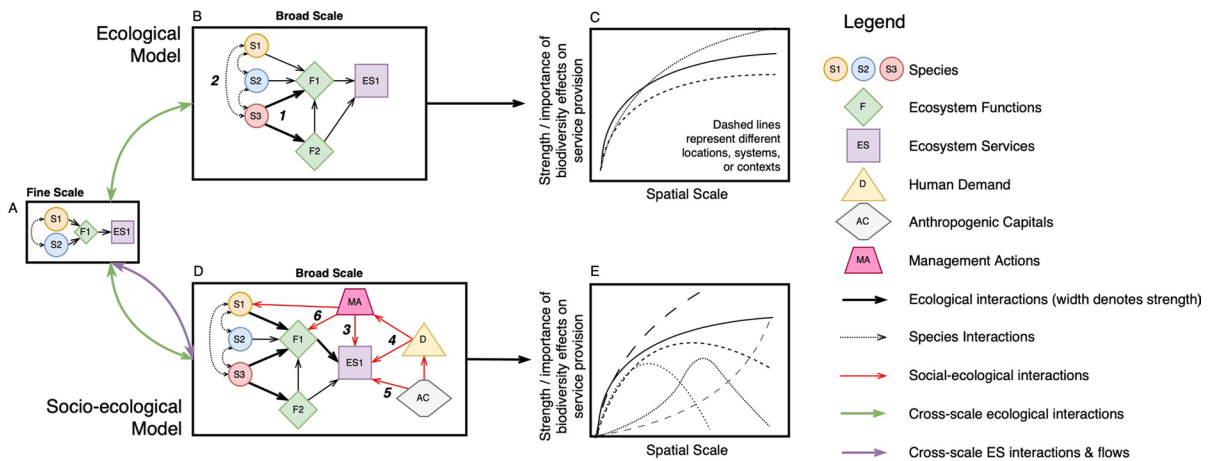 Ecological
Model
B
Broad Scale
S1
S2
S3
F1
F2
ES1
2
1
C
Strength / importance of
biodiversity effects on
service provision
Dashed lines
represent different
locations, systems,
or contexts
Spatial Scale
Fine Scale
A
S1
S2
F1
ES1
D
Broad Scale
S1
S2
S3
F1
F2
MA
ES1
D
AC
6
3
4
5
Socio-ecological
Model
E
Strength / importance of
biodiversity effects on
service provision
Spatial Scale
Legend
S1 S2 S3 Species
F Ecosystem Functions
ES Ecosystem Services
D Human Demand
AC Anthropogenic Capitals
MA Management Actions
Ecological interactions (width denotes strength)
Species Interactions
Social-ecological interactions
Cross-scale ecological interactions
Cross-scale ES interactions & flows